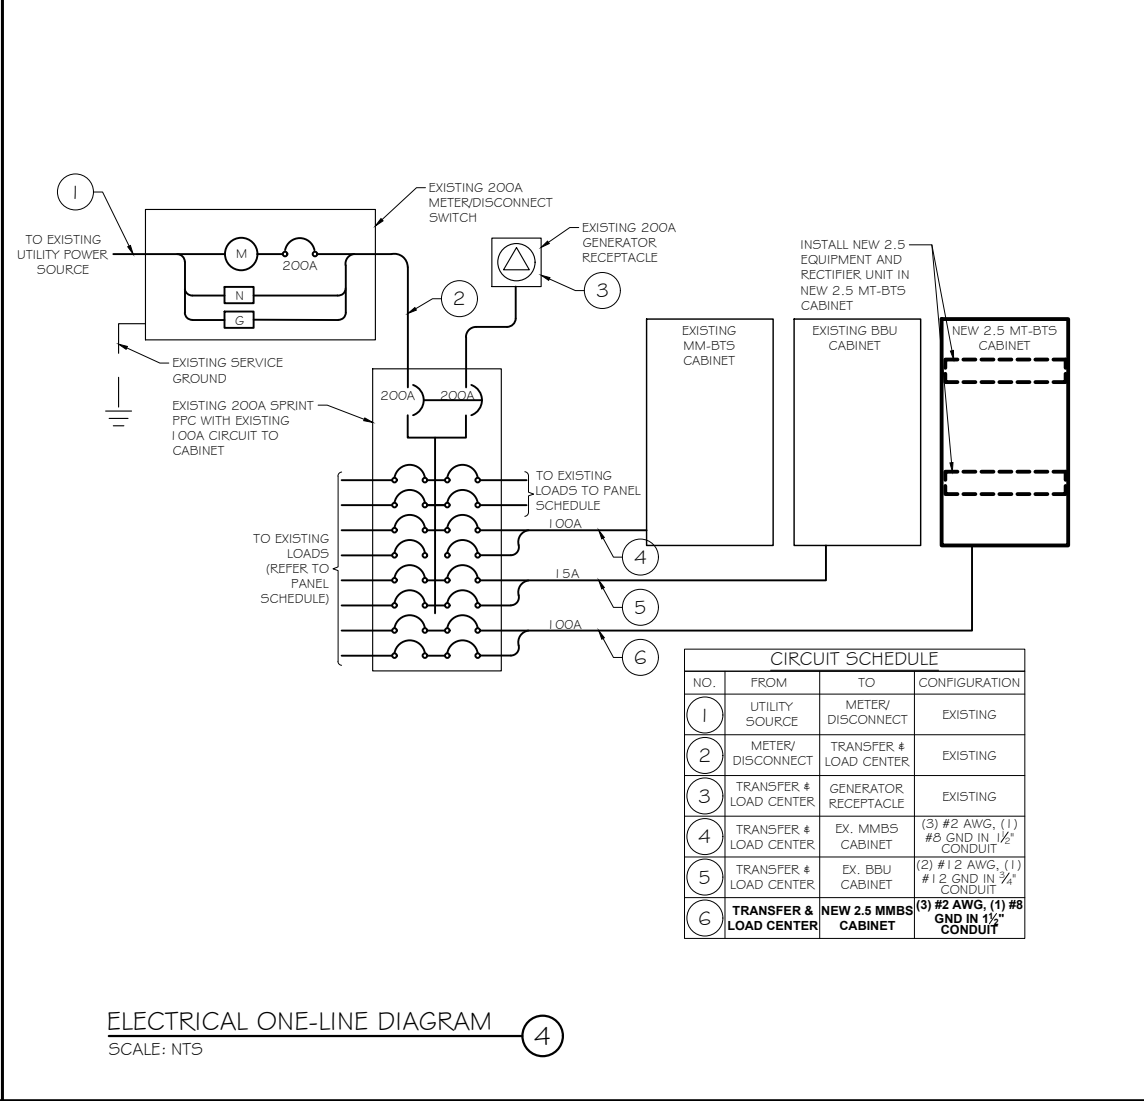 1
TO EXISTING
UTILITY POWER
SOURCE
M
200A
N
G
EXISTING 200A
METER/DISCONNECT
SWITCH
2
EXISTING 200A
GENERATOR
RECEPTACLE
3
INSTALL NEW 2.5
EQUIPMENT AND
RECTIFIER UNIT IN
NEW 2.5 MT-BTS
CABINET
EXISTING
MM-BTS
CABINET
EXISTING BBU
CABINET
NEW 2.5 MT-BTS
CABINET
EXISTING SERVICE
GROUND
EXISTING 200A SPRINT
PPC WITH EXISTING
100A CIRCUIT TO
CABINET
200A
200A
TO EXISTING
LOADS TO PANEL
SCHEDULE
TO EXISTING
LOADS
(REFER TO
PANEL
SCHEDULE)
100A
4
15A
5
100A
6
CIRCUIT SCHEDULE
NO. FROM TO CONFIGURATION
1 UTILITY SOURCE METER/ DISCONNECT EXISTING
2 METER/ DISCONNECT TRANSFER & LOAD CENTER EXISTING
3 TRANSFER & LOAD CENTER GENERATOR RECEPTACLE EXISTING
4 TRANSFER & LOAD CENTER EX. MMBS CABINET (3) #2 AWG, (1) #8 GND IN 1½" CONDUIT
5 TRANSFER & LOAD CENTER EX. BBU CABINET (2) #12 AWG, (1) #12 GND IN ¾" CONDUIT
6 TRANSFER & LOAD CENTER NEW 2.5 MMBS CABINET (3) #2 AWG, (1) #8 GND IN 1½" CONDUIT
ELECTRICAL ONE-LINE DIAGRAM
4
SCALE: NTS